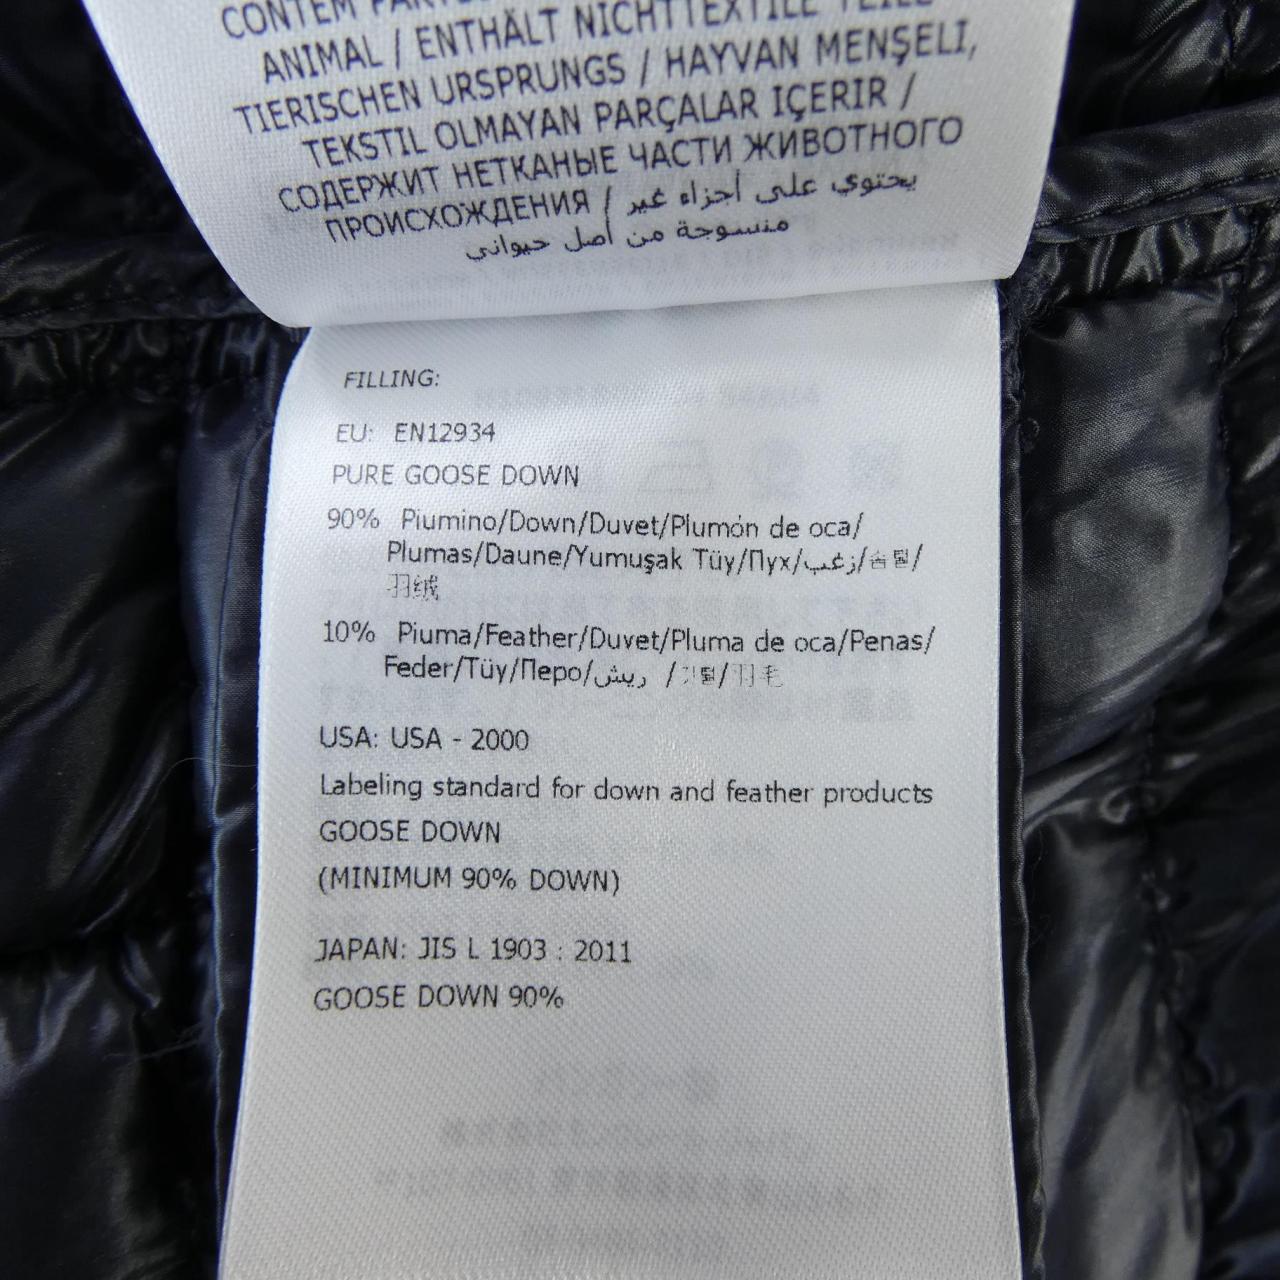 CONTÉM
ANIMAL / ENTHÄLT NICHTTEXTILE TEILE
TIERISCHEN URSPRUNGS / HAYVAN MENŞELİ,
TEKSTIL OLMAYAN PARÇALAR IÇERIR /
СОДЕРЖИТ НЕТКАНЫЕ ЧАСТИ ЖИВОТНОГО
ПРОИСХОЖДЕНИЯ / يحتوي على أجزاء غير
منسوجة من أصل حيواني
FILLING:
EU: EN12934
PURE GOOSE DOWN
90% Piumino/Down/Duvet/Plumón de oca/
Plumas/Daune/Yumuşak Tüy/Пух/زغب/솜털/
羽绒
10% Piuma/Feather/Duvet/Pluma de oca/Penas/
Feder/Tüy/Перо/ريش /깃털/羽毛
USA: USA - 2000
Labeling standard for down and feather products
GOOSE DOWN
(MINIMUM 90% DOWN)
JAPAN: JIS L 1903 : 2011
GOOSE DOWN 90%